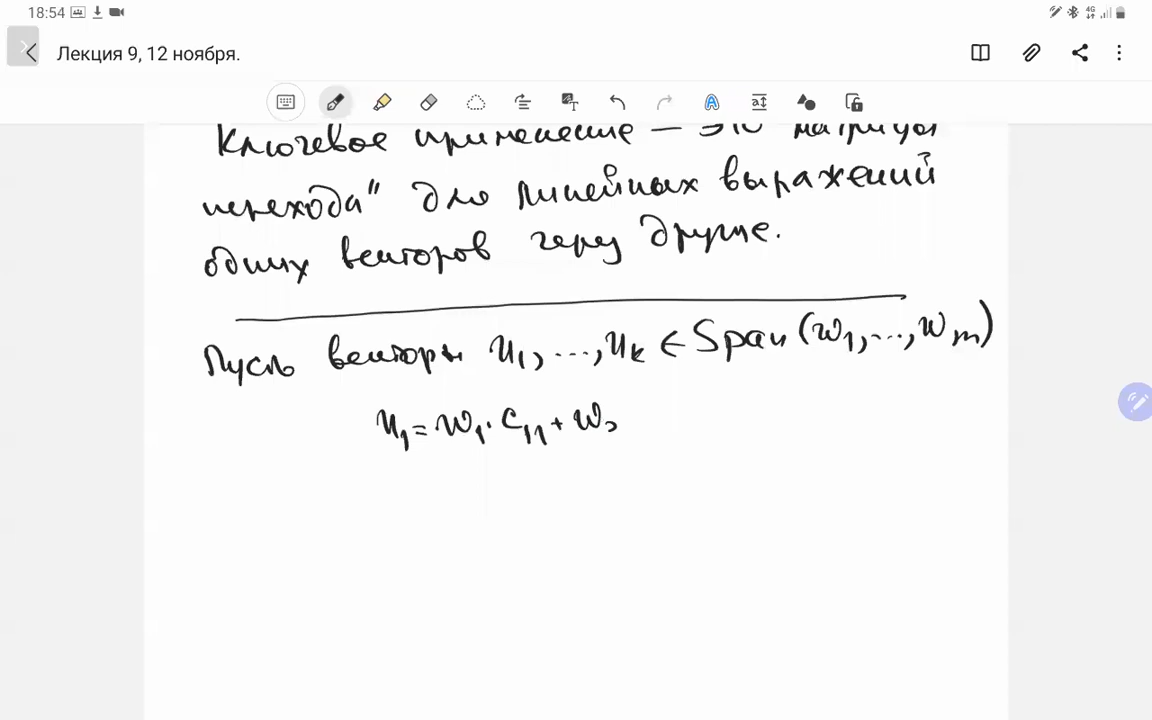 18:54
4G
Лекция 9, 12 ноября.
Ключевое применение — это матрицы
перехода" для линейных выражений
одних векторов через другие.
Пусть векторы u₁, ..., uₖ ∈ Span (w₁, ..., wₘ)
u₁ = w₁ · c₁₁ + w₂